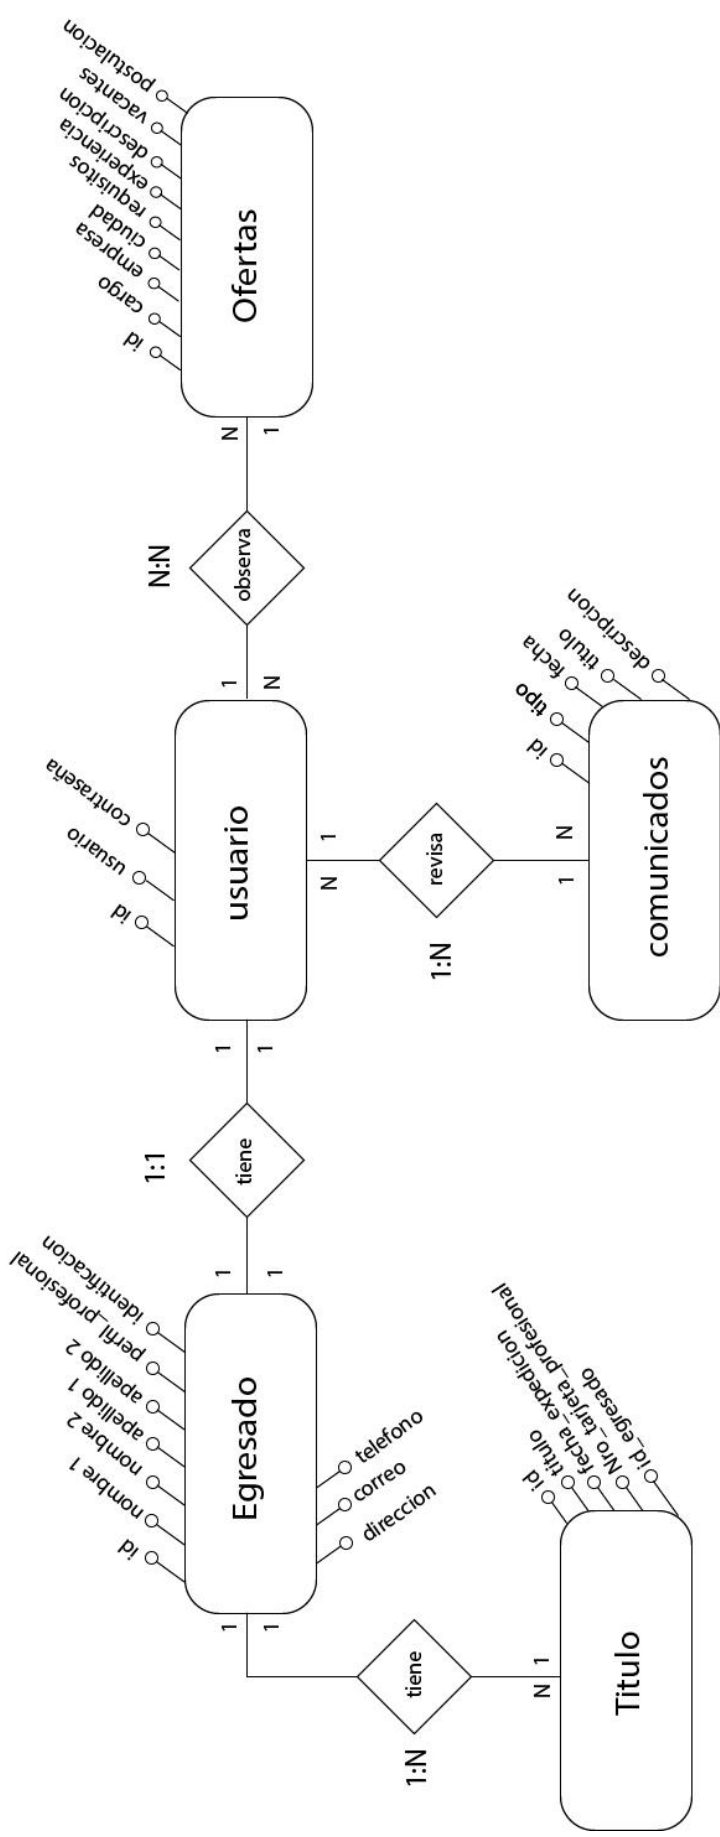 id
nombre 1
nombre 2
apellido 1
apellido 2
perfil_profesional
identificacion
Egresado
direccion
correo
telefono
1
1
1
1
1:1
tiene
1
1
id
usuario
contraseña
usuario
1
N
N:N
observa
N
1
id
cargo
empresa
ciudad
requisitos
experiencia
descripcion
vacantes
postulacion
Ofertas
1:N
tiene
N
1
id
titulo
fecha_expedicion
Nro_tarjeta_profesional
id_egresado
Titulo
N
1
1:N
revisa
1
N
id
tipo
fecha
titulo
descripcion
comunicados